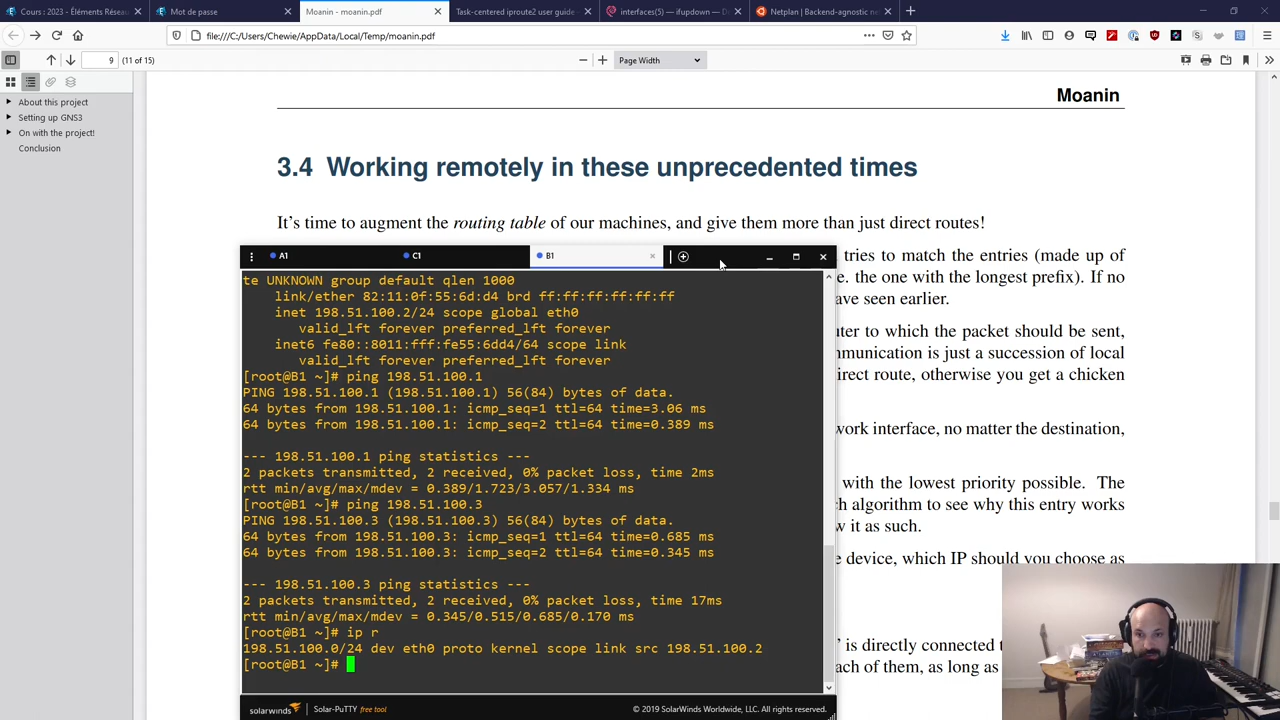 Cours : 2023 - Éléments Résea
Mot de passe
Moanin - moanin.pdf
Task-centered iproute2 user guide
interfaces(5) — ifupdown — D
Netplan | Backend-agnostic n
file:///C:/Users/Chewie/AppData/Local/Temp/moanin.pdf
9 (11 of 15)
Page Width
About this project
Setting up GNS3
On with the project!
Conclusion
Moanin
3.4 Working remotely in these unprecedented times
It's time to augment the routing table of our machines, and give them more than just direct routes!
tries to match the entries (made up of
e. the one with the longest prefix). If no
ave seen earlier.
uter to which the packet should be sent,
mmunication is just a succession of local
direct route, otherwise you get a chicken
work interface, no matter the destination,
with the lowest priority possible. The
ch algorithm to see why this entry works
w it as such.
e device, which IP should you choose as
' is directly connected t
ach of them, as long as
A1
C1
B1
te UNKNOWN group default qlen 1000
link/ether 82:11:0f:55:6d:d4 brd ff:ff:ff:ff:ff:ff
inet 198.51.100.2/24 scope global eth0
valid_lft forever preferred_lft forever
inet6 fe80::8011:fff:fe55:6dd4/64 scope link
valid_lft forever preferred_lft forever
[root@B1 ~]# ping 198.51.100.1
PING 198.51.100.1 (198.51.100.1) 56(84) bytes of data.
64 bytes from 198.51.100.1: icmp_seq=1 ttl=64 time=3.06 ms
64 bytes from 198.51.100.1: icmp_seq=2 ttl=64 time=0.389 ms
--- 198.51.100.1 ping statistics ---
2 packets transmitted, 2 received, 0% packet loss, time 2ms
rtt min/avg/max/mdev = 0.389/1.723/3.057/1.334 ms
[root@B1 ~]# ping 198.51.100.3
PING 198.51.100.3 (198.51.100.3) 56(84) bytes of data.
64 bytes from 198.51.100.3: icmp_seq=1 ttl=64 time=0.685 ms
64 bytes from 198.51.100.3: icmp_seq=2 ttl=64 time=0.345 ms
--- 198.51.100.3 ping statistics ---
2 packets transmitted, 2 received, 0% packet loss, time 17ms
rtt min/avg/max/mdev = 0.345/0.515/0.685/0.170 ms
[root@B1 ~]# ip r
198.51.100.0/24 dev eth0 proto kernel scope link src 198.51.100.2
[root@B1 ~]#
solarwinds Solar-PuTTY free tool
© 2019 SolarWinds Worldwide, LLC. All rights reserved.